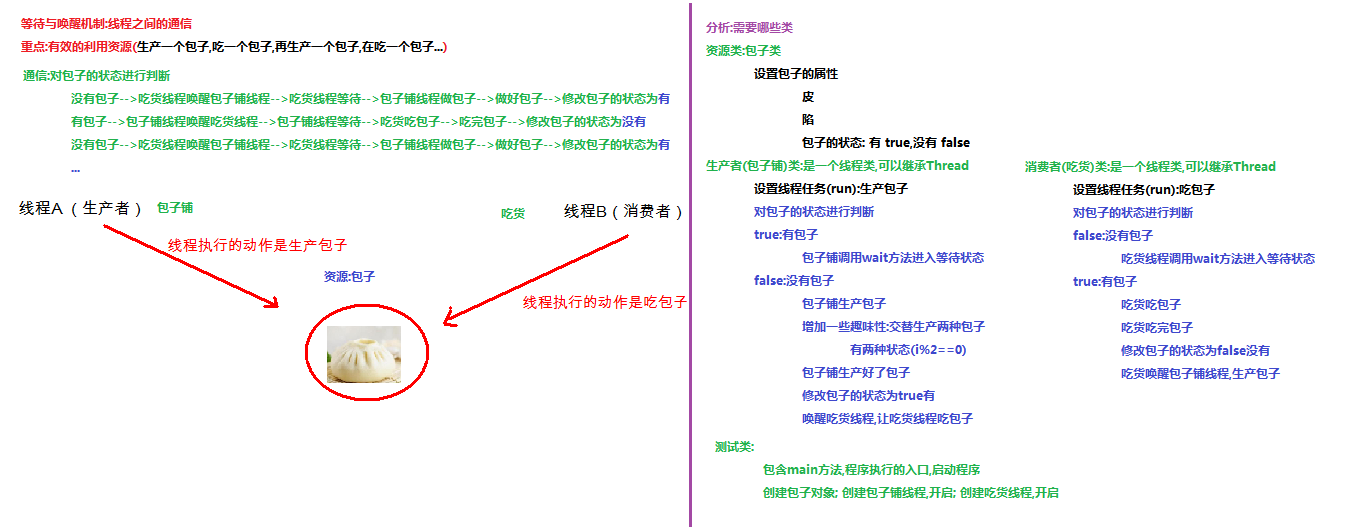 等待与唤醒机制:线程之间的通信
重点:有效的利用资源(生产一个包子,吃一个包子,再生产一个包子,在吃一个包子...)
通信:对包子的状态进行判断
没有包子-->吃货线程唤醒包子铺线程-->吃货线程等待-->包子铺线程做包子-->做好包子-->修改包子的状态为有
有包子-->包子铺线程唤醒吃货线程-->包子铺线程等待-->吃货吃包子-->吃完包子-->修改包子的状态为没有
没有包子-->吃货线程唤醒包子铺线程-->吃货线程等待-->包子铺线程做包子-->做好包子-->修改包子的状态为有
...
线程A（生产者） 包子铺
吃货 线程B（消费者）
线程执行的动作是生产包子
资源:包子
线程执行的动作是吃包子
分析:需要哪些类
资源类:包子类
设置包子的属性
皮
陷
包子的状态: 有 true,没有 false
生产者(包子铺)类:是一个线程类,可以继承Thread
设置线程任务(run):生产包子
对包子的状态进行判断
true:有包子
包子铺调用wait方法进入等待状态
false:没有包子
包子铺生产包子
增加一些趣味性:交替生产两种包子
有两种状态(i%2==0)
包子铺生产好了包子
修改包子的状态为true有
唤醒吃货线程,让吃货线程吃包子
消费者(吃货)类:是一个线程类,可以继承Thread
设置线程任务(run):吃包子
对包子的状态进行判断
false:没有包子
吃货线程调用wait方法进入等待状态
true:有包子
吃货吃包子
吃货吃完包子
修改包子的状态为false没有
吃货唤醒包子铺线程,生产包子
测试类:
包含main方法,程序执行的入口,启动程序
创建包子对象; 创建包子铺线程,开启; 创建吃货线程,开启